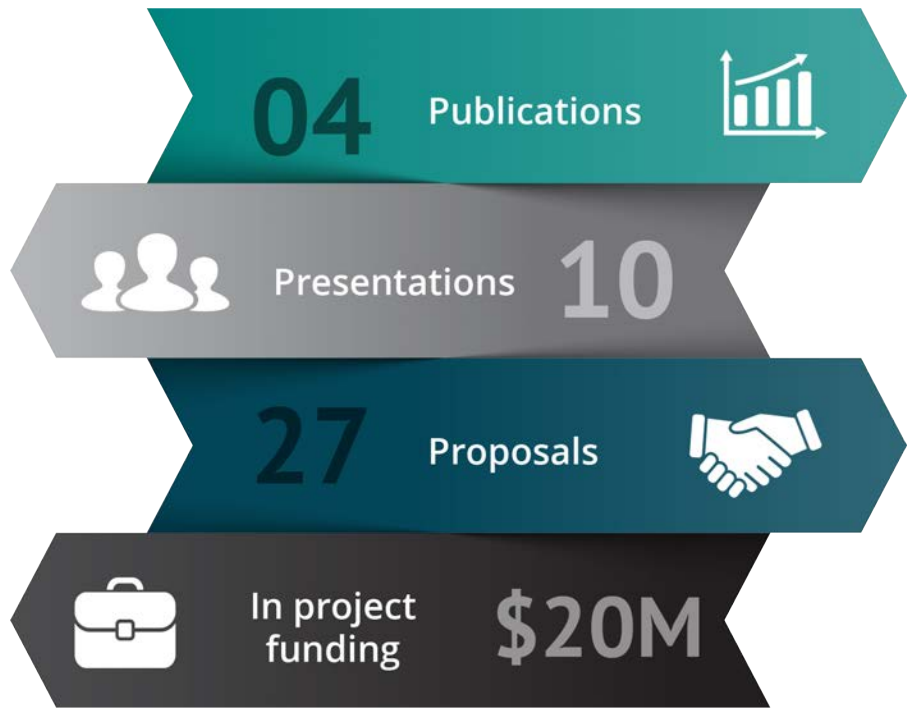 04 Publications
Presentations 10
27 Proposals
In project
funding
$20M